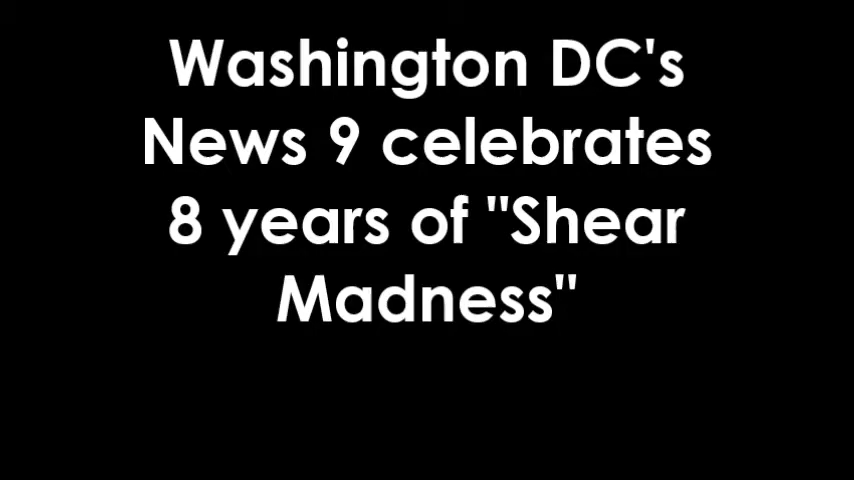 Washington DC's
News 9 celebrates
8 years of "Shear
Madness"